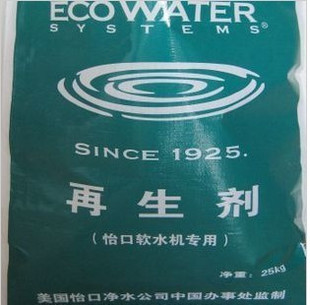 ECOWATER
SYSTEMS®
SINCE 1925.
再生剂
(怡口软水机专用)
净重：25kg
美国怡口净水公司中国办事处监制